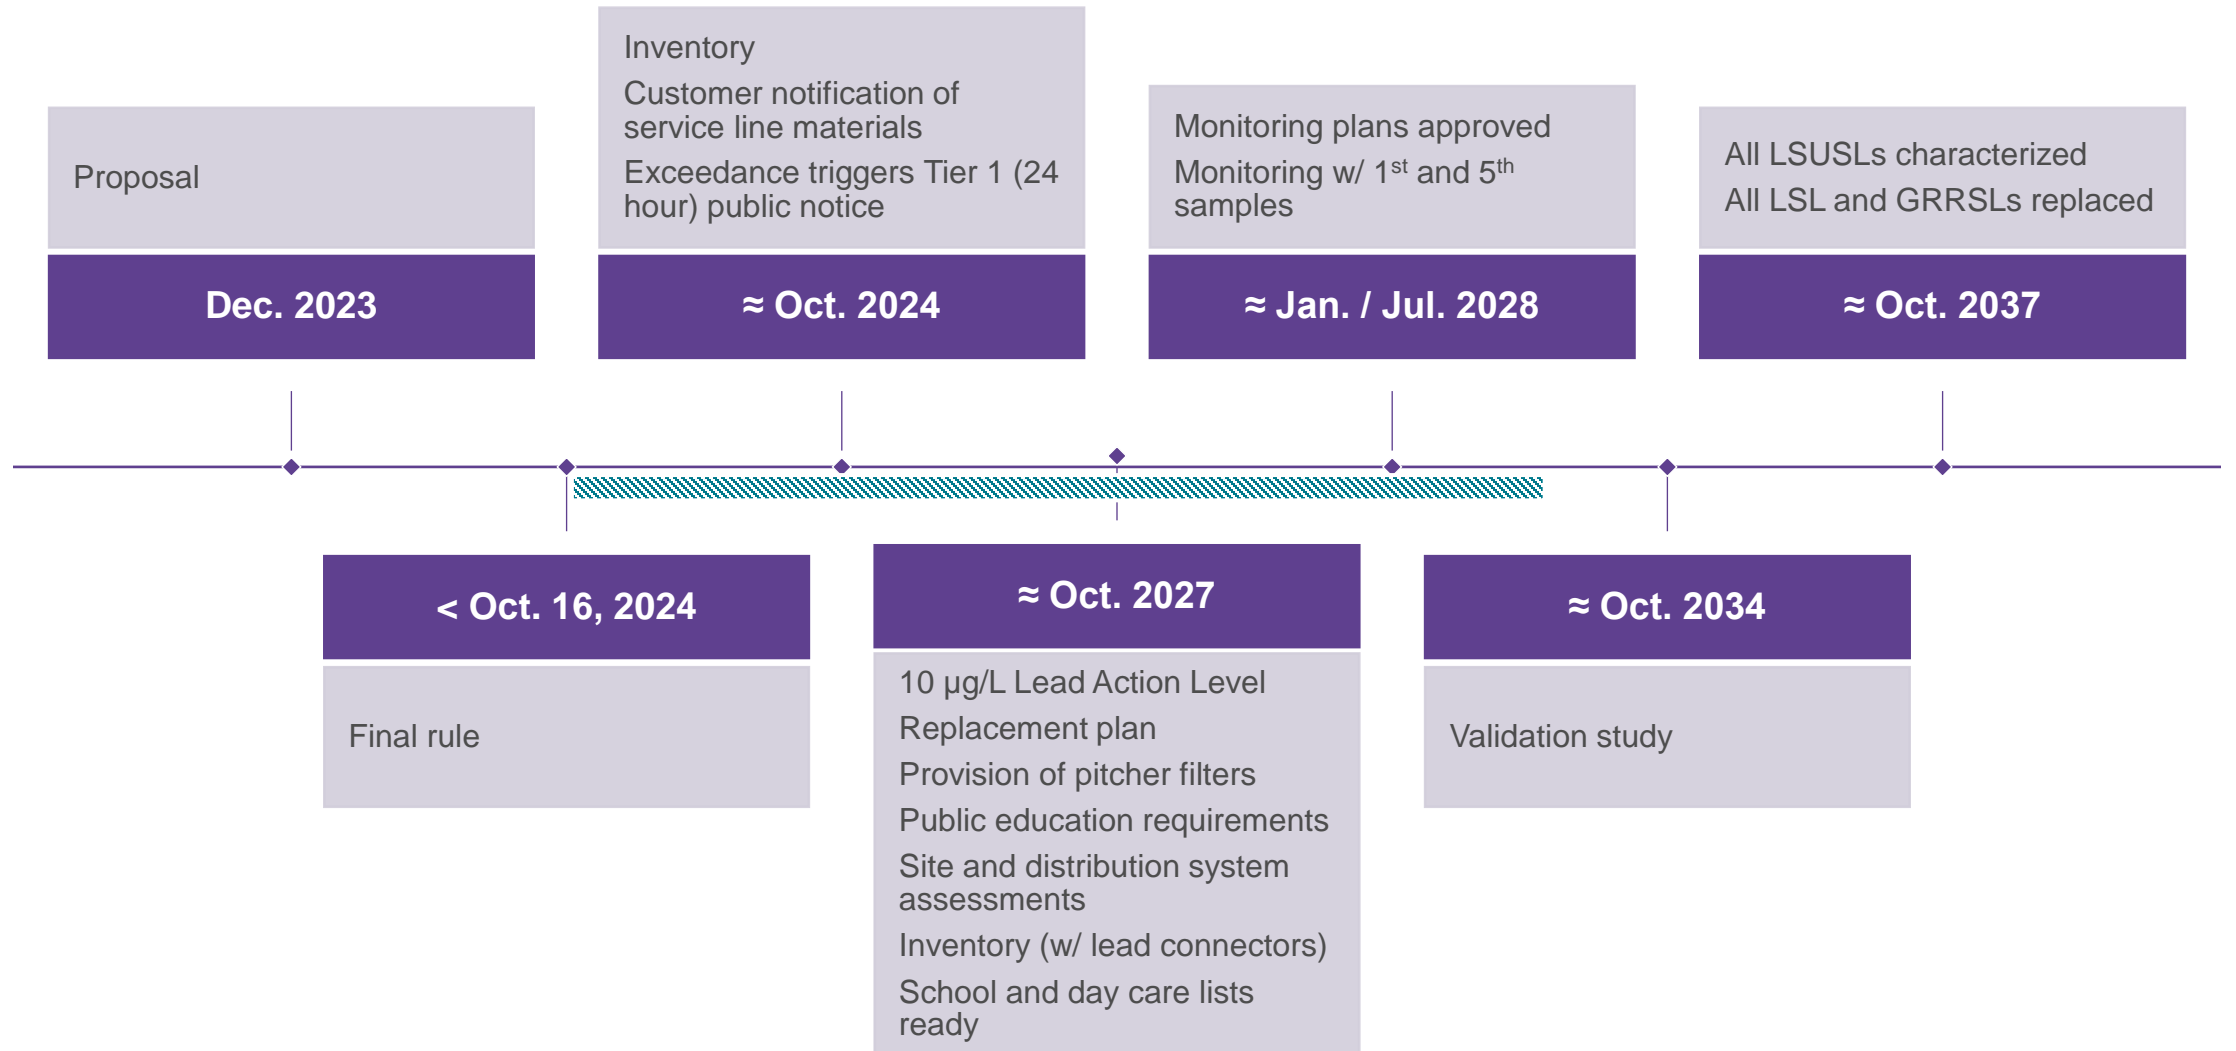 Proposal
Dec. 2023
Inventory
Customer notification of
service line materials
Exceedance triggers Tier 1 (24
hour) public notice
≈ Oct. 2024
Monitoring plans approved
Monitoring w/ 1st and 5th
samples
≈ Jan. / Jul. 2028
All LSUSLs characterized
All LSL and GRRSLs replaced
≈ Oct. 2037
< Oct. 16, 2024
Final rule
≈ Oct. 2027
10 µg/L Lead Action Level
Replacement plan
Provision of pitcher filters
Public education requirements
Site and distribution system
assessments
Inventory (w/ lead connectors)
School and day care lists
ready
≈ Oct. 2034
Validation study